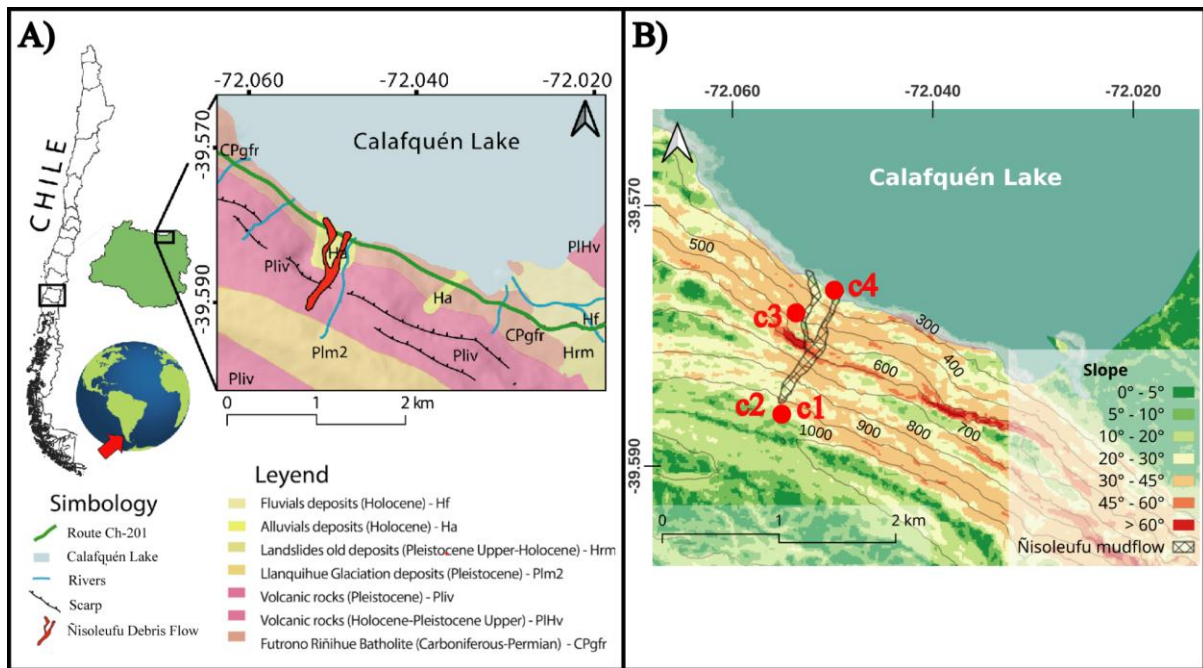 A)
-72.060
-72.040
-72.020
-39.570
-39.590
CHILE
Calafquén Lake
CPgfr
PlHv
Ha
Pliv
Ha
Hf
Plm2
Pliv
CPgfr
Hrm
Pliv
0
1
2 km
Simbology
Route Ch-201
Calafquén Lake
Rivers
Scarp
Ñisoleufu Debris Flow
Leyend
Fluvials deposits (Holocene) - Hf
Alluvials deposits (Holocene) - Ha
Landslides old deposits (Pleistocene Upper-Holocene) - Hrm
Llanquihue Glaciation deposits (Pleistocene) - Plm2
Volcanic rocks (Pleistocene) - Pliv
Volcanic rocks (Holocene-Pleistocene Upper) - PlHv
Futrono Riñihue Batholite (Carboniferous-Permian) - CPgfr
B)
-72.060
-72.040
-72.020
-39.570
-39.590
Calafquén Lake
500
c4
c3
300
400
600
c2
c1
700
800
900
1000
0
1
2 km
Slope
0° - 5°
5° - 10°
10° - 20°
20° - 30°
30° - 45°
45° - 60°
> 60°
Ñisoleufu mudflow